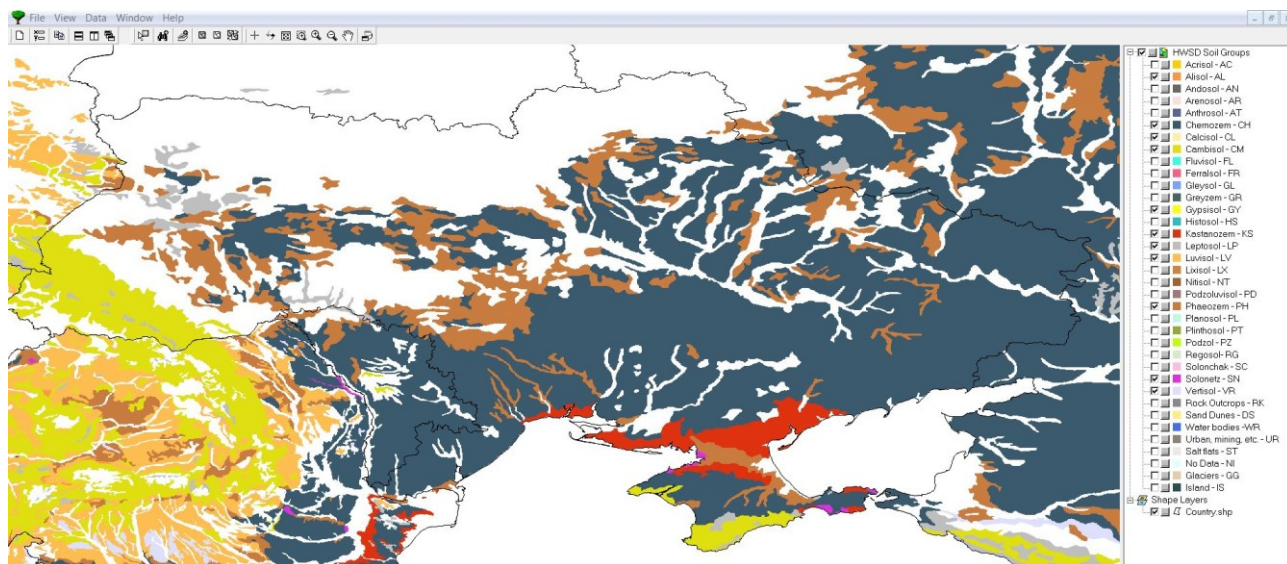 File View Data Window Help
HWSD Soil Groups
Acrisol - AC
Alisol - AL
Andosol - AN
Arenosol - AR
Anthrosol - AT
Chernozem - CH
Calcisol - CL
Cambisol - CM
Fluvisol - FL
Ferralsol - FR
Gleysol - GL
Greyzem - GR
Gypsisol - GY
Histosol - HS
Kastanozem - KS
Leptosol - LP
Luvisol - LV
Lixisol - LX
Nitisol - NT
Podzoluvisol - PD
Phaeozem - PH
Planosol - PL
Plinthosol - PT
Podzol - PZ
Regosol - RG
Solonchak - SC
Solonetz - SN
Vertisol - VR
Rock Outcrops - RK
Sand Dunes - DS
Water bodies -WR
Urban, mining, etc. - UR
Salt flats - ST
No Data - NI
Glaciers - GG
Island - IS
Shape Layers
Country.shp